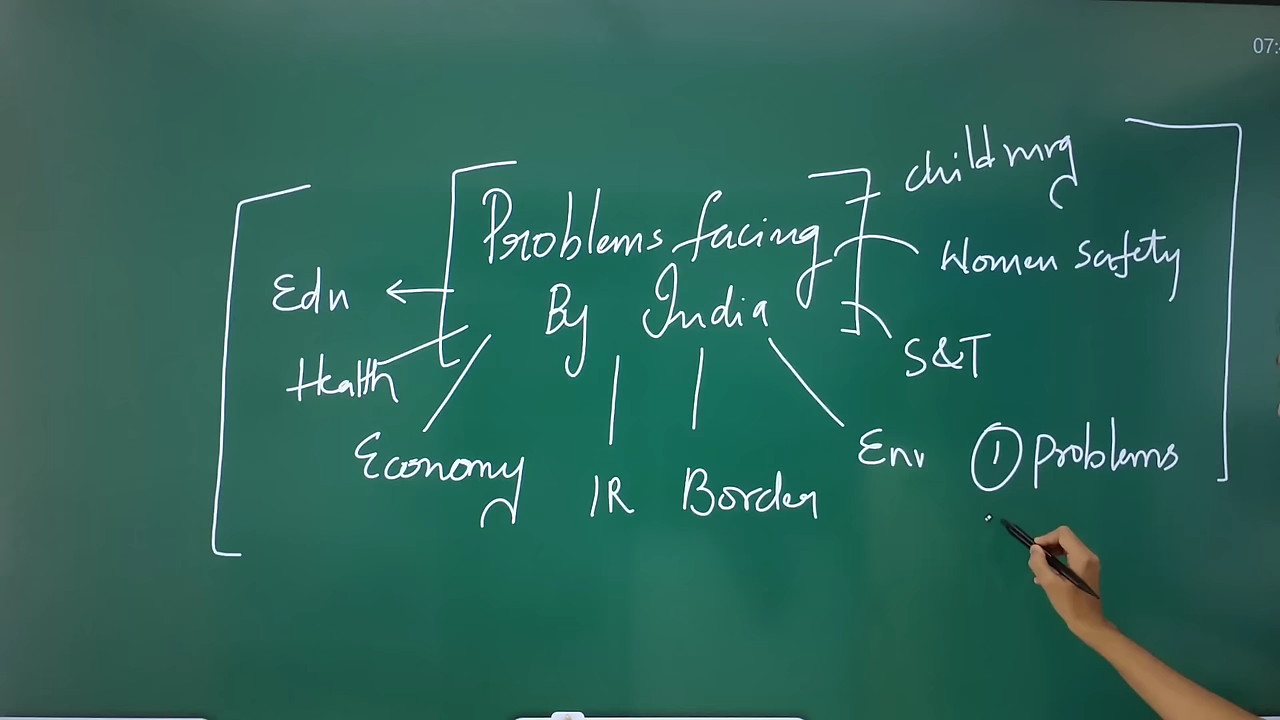 07:
Problems facing
By India
Edn
Health
Economy
IR
Border
Env
S&T
Women safety
child mrg
① Problems